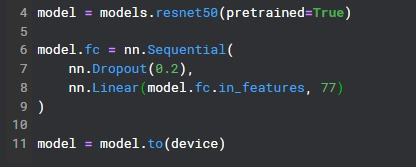 4 model = models.resnet50(pretrained=True)
5
6 model.fc = nn.Sequential(
7     nn.Dropout(0.2),
8     nn.Linear(model.fc.in_features, 77)
9 )
10
11 model = model.to(device)